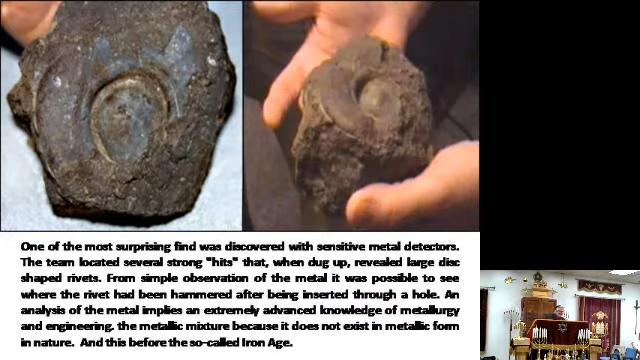 One of the most surprising find was discovered with sensitive metal detectors.
The team located several strong "hits" that, when dug up, revealed large disc
shaped rivets. From simple observation of the metal it was possible to see
where the rivet had been hammered after being inserted through a hole. An
analysis of the metal implies an extremely advanced knowledge of metallurgy
and engineering. the metallic mixture because it does not exist in metallic form
in nature. And this before the so-called Iron Age.